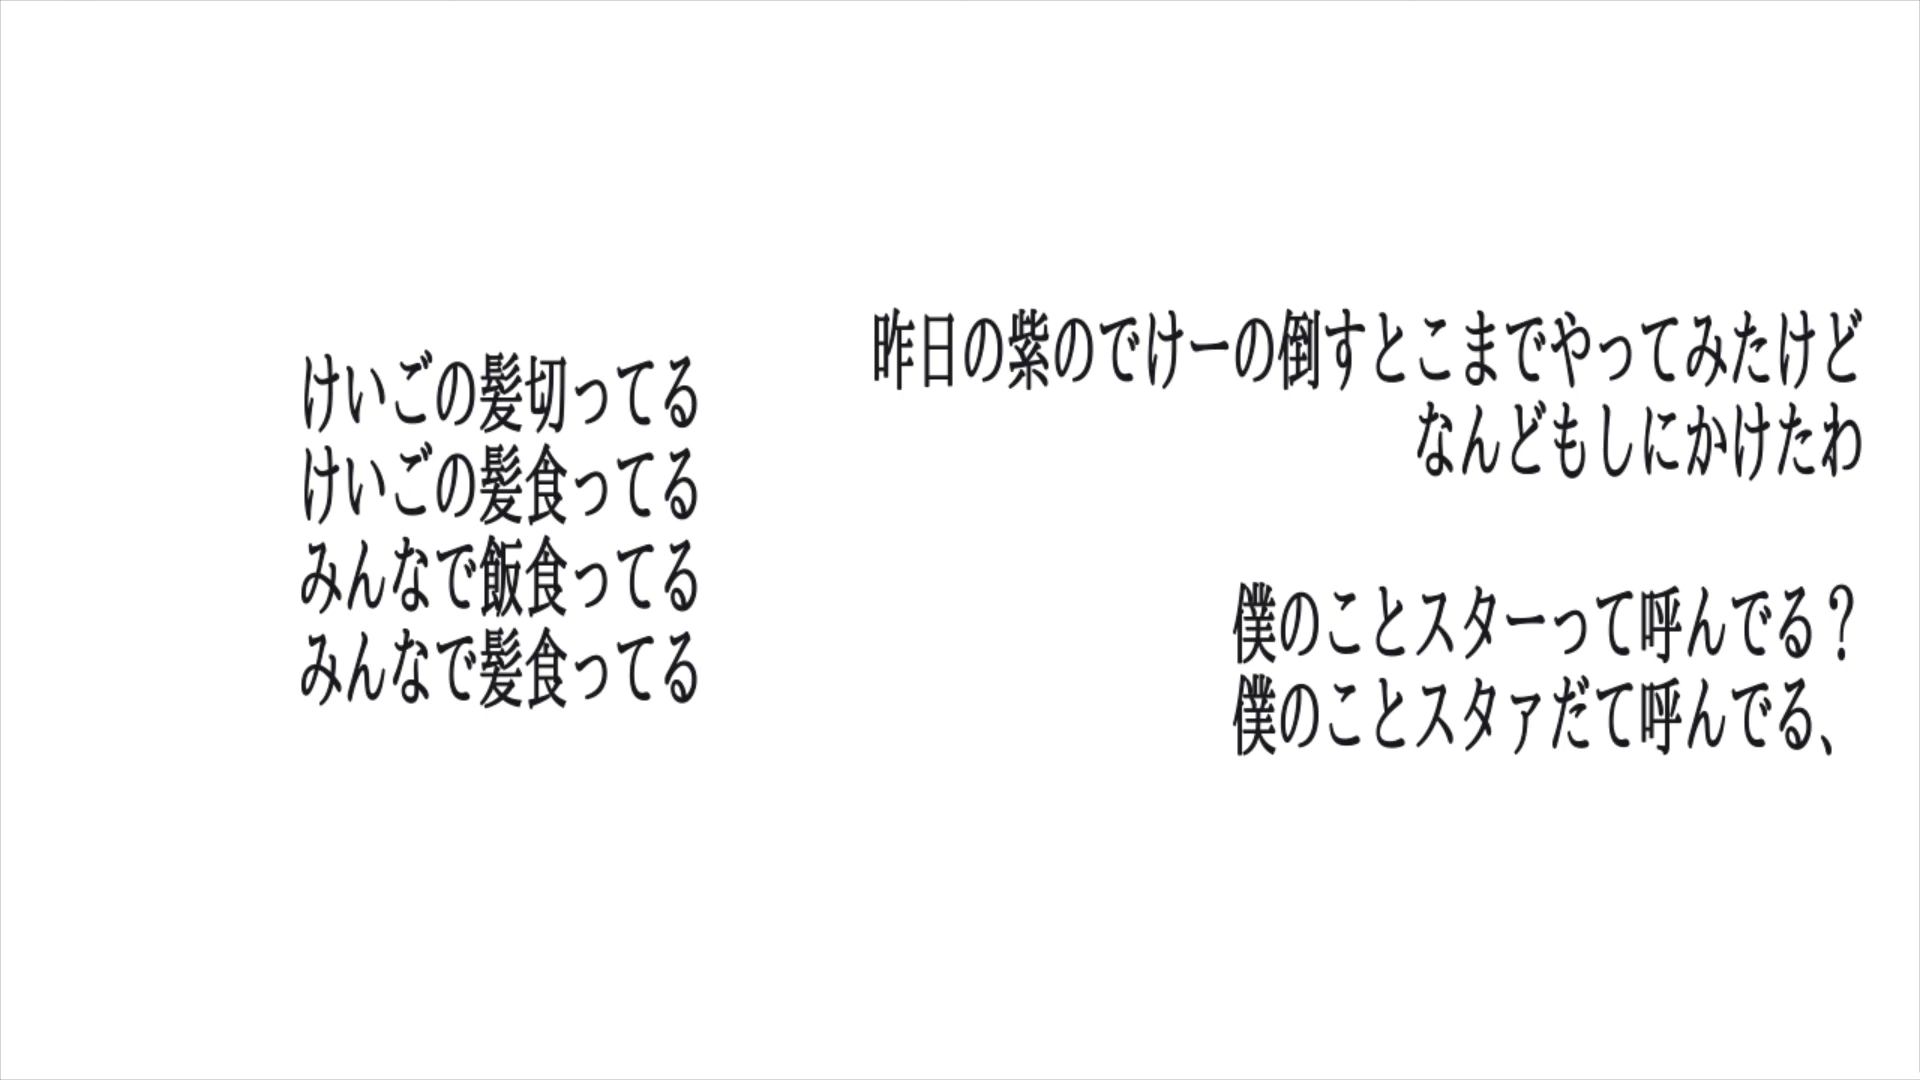 けいごの髪切ってる
けいごの髪食ってる
みんなで飯食ってる
みんなで髪食ってる
昨日の紫のでけーの倒すとこまでやってみたけど
なんどもしにかけたわ
僕のことスターって呼んでる？
僕のことスタァだて呼んでる、